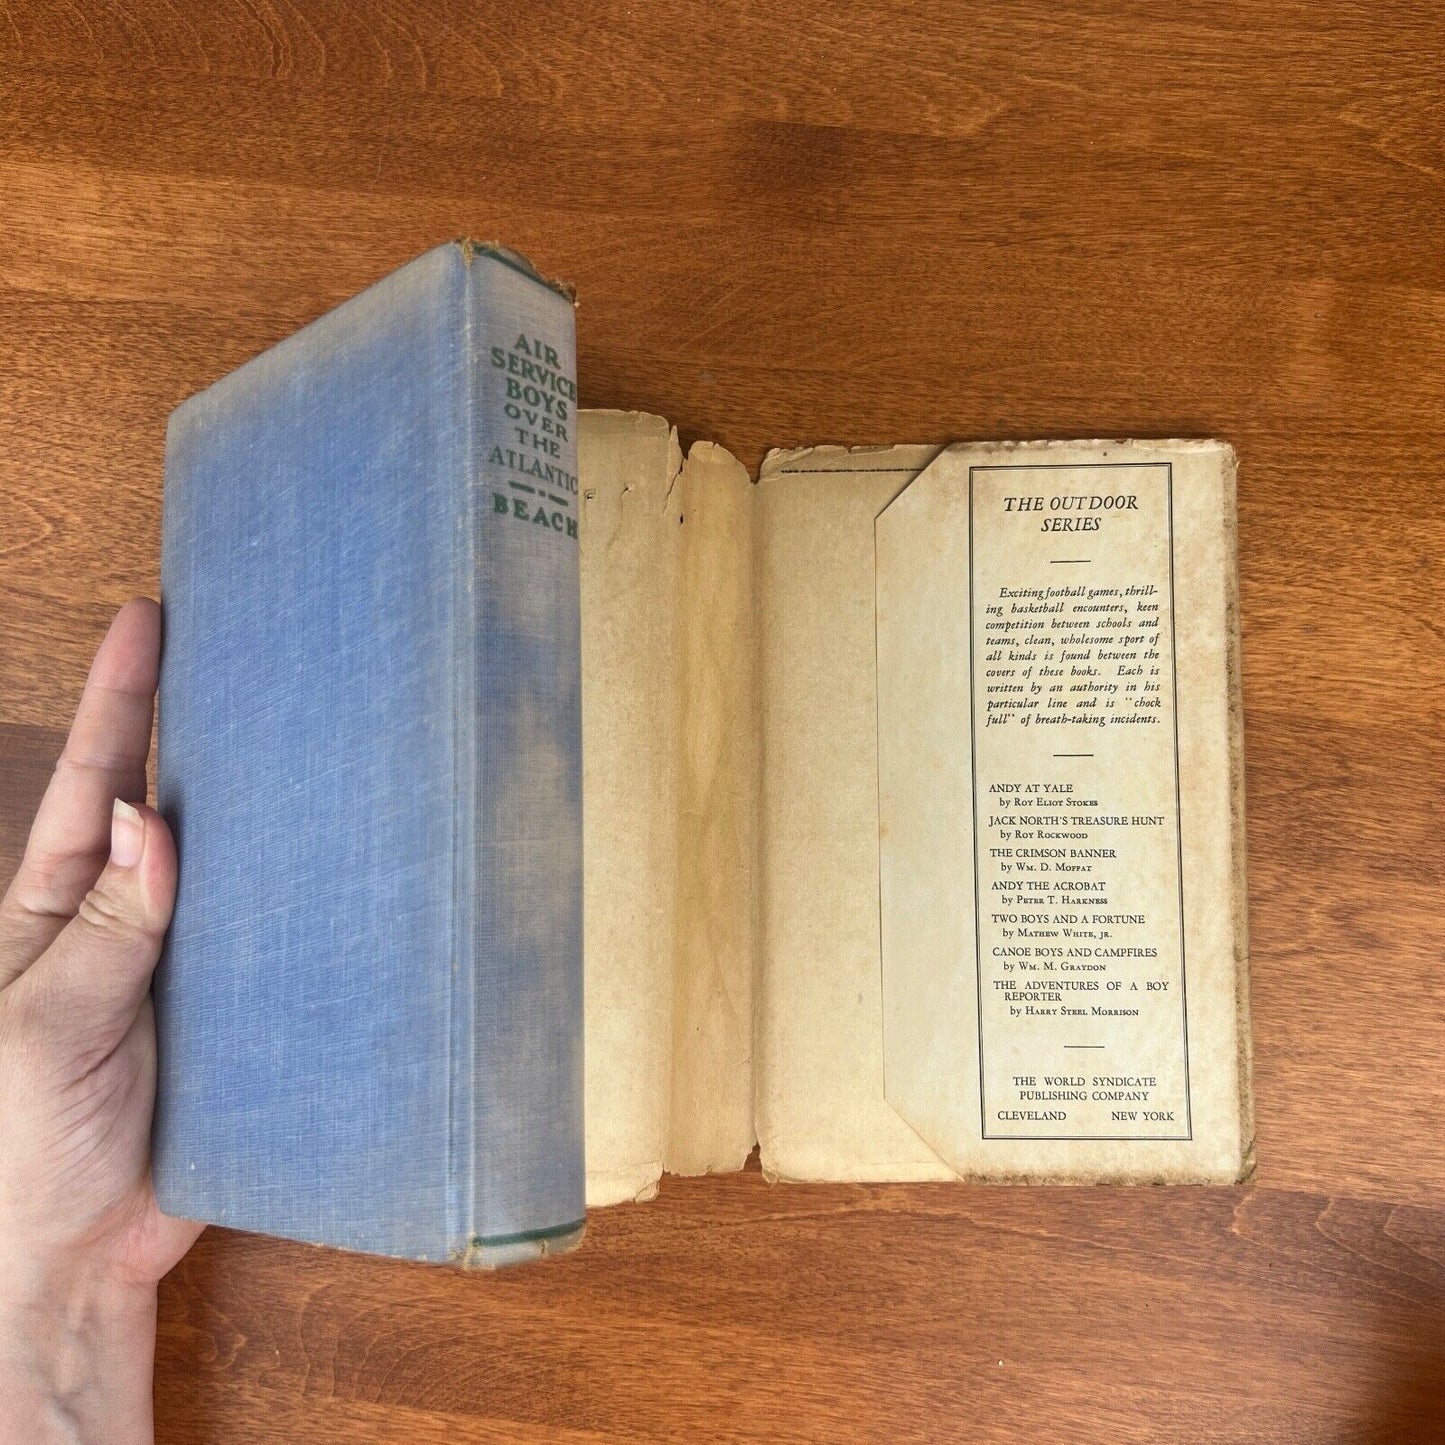 AIR
SERVICE
BOYS
OVER
THE
ATLANTIC
BEACH
THE OUTDOOR
SERIES
Exciting football games, thrill-
ing basketball encounters, keen
competition between schools and
teams, clean, wholesome sport of
all kinds is found between the
covers of these books. Each is
written by an authority in his
particular line and is "chock
full" of breath-taking incidents.
ANDY AT YALE
by ROY ELIOT STOKES
JACK NORTH'S TREASURE HUNT
by ROY ROCKWOOD
THE CRIMSON BANNER
by WM. D. MOFFAT
ANDY THE ACROBAT
by PETER T. HARKNESS
TWO BOYS AND A FORTUNE
by MATHEW WHITE, JR.
CANOE BOYS AND CAMPFIRES
by WM. M. GRAYDON
THE ADVENTURES OF A BOY
REPORTER
by HARRY STEEL MORRISON
THE WORLD SYNDICATE
PUBLISHING COMPANY
CLEVELAND NEW YORK